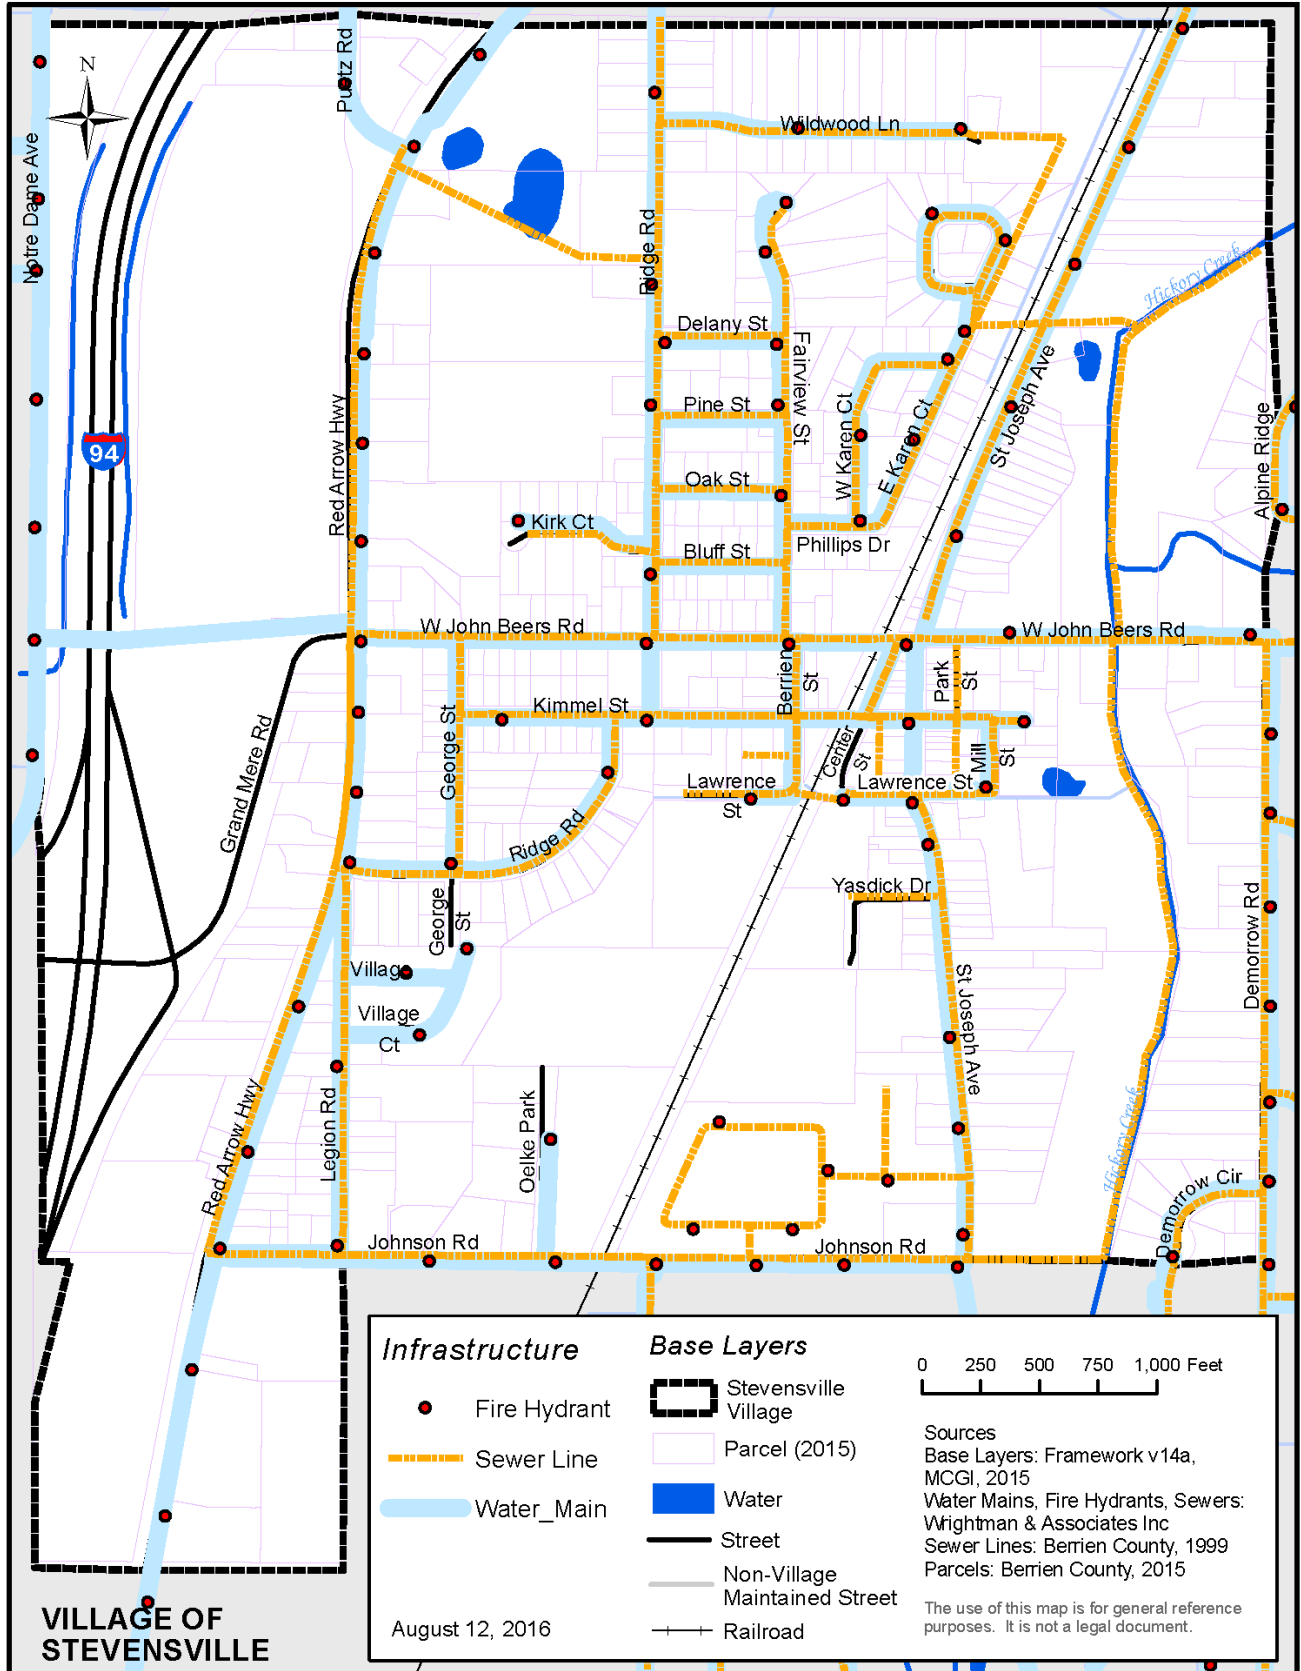 N
Notre Dame Ave
Putz Rd
Wildwood Ln
Ridge Rd
Hickory Creek
Delany St
Fairview St
Pine St
W Karen Ct
E Karen Ct
St Joseph Ave
Alpine Ridge
94
Red Arrow Hwy
Oak St
Kirk Ct
Bluff St
Phillips Dr
W John Beers Rd
W John Beers Rd
Berrien
St
Park
St
Kimmel St
George St
Grand Mere Rd
Center
St
Mill
St
Lawrence
St
Lawrence St
Ridge Rd
Yasdick Dr
George
St
Village
Village
Ct
St Joseph Ave
Demorrow Rd
Red Arrow Hwy
Legion Rd
Oelke Park
Hickory Creek
Demorrow Cir
Johnson Rd
Johnson Rd
Infrastructure
Fire Hydrant
Sewer Line
Water_Main
August 12, 2016
Base Layers
Stevensville
Village
Parcel (2015)
Water
Street
Non-Village
Maintained Street
Railroad
0 250 500 750 1,000 Feet
Sources
Base Layers: Framework v14a,
MCGI, 2015
Water Mains, Fire Hydrants, Sewers:
Wrightman & Associates Inc
Sewer Lines: Berrien County, 1999
Parcels: Berrien County, 2015
The use of this map is for general reference
purposes. It is not a legal document.
VILLAGE OF
STEVENSVILLE